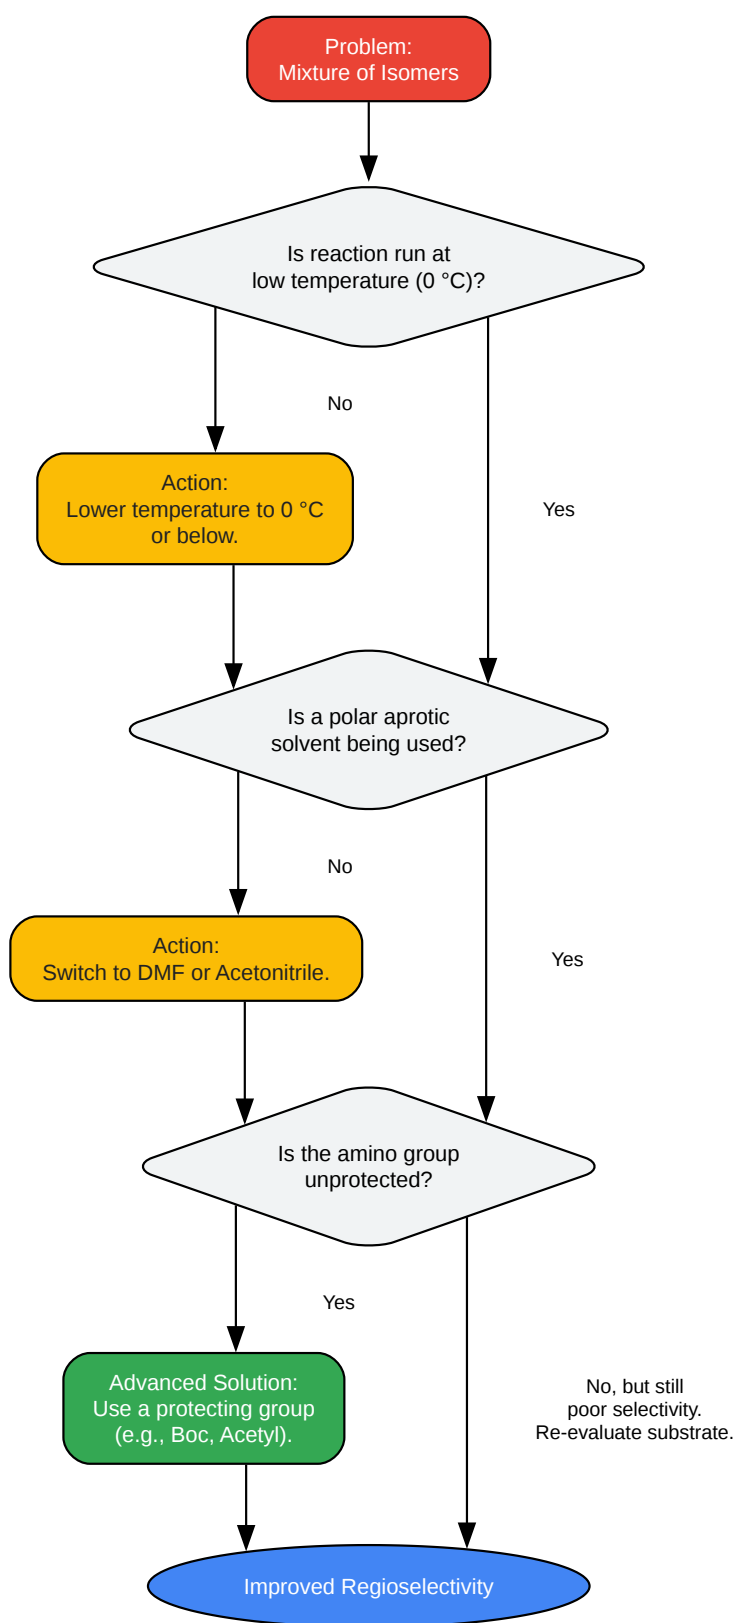 Problem:
Mixture of Isomers
Is reaction run at
low temperature (0 °C)?
No
Action:
Lower temperature to 0 °C
or below.
Yes
Is a polar aprotic
solvent being used?
No
Action:
Switch to DMF or Acetonitrile.
Yes
Is the amino group
unprotected?
Yes
Advanced Solution:
Use a protecting group
(e.g., Boc, Acetyl).
No, but still
poor selectivity.
Re-evaluate substrate.
Improved Regioselectivity